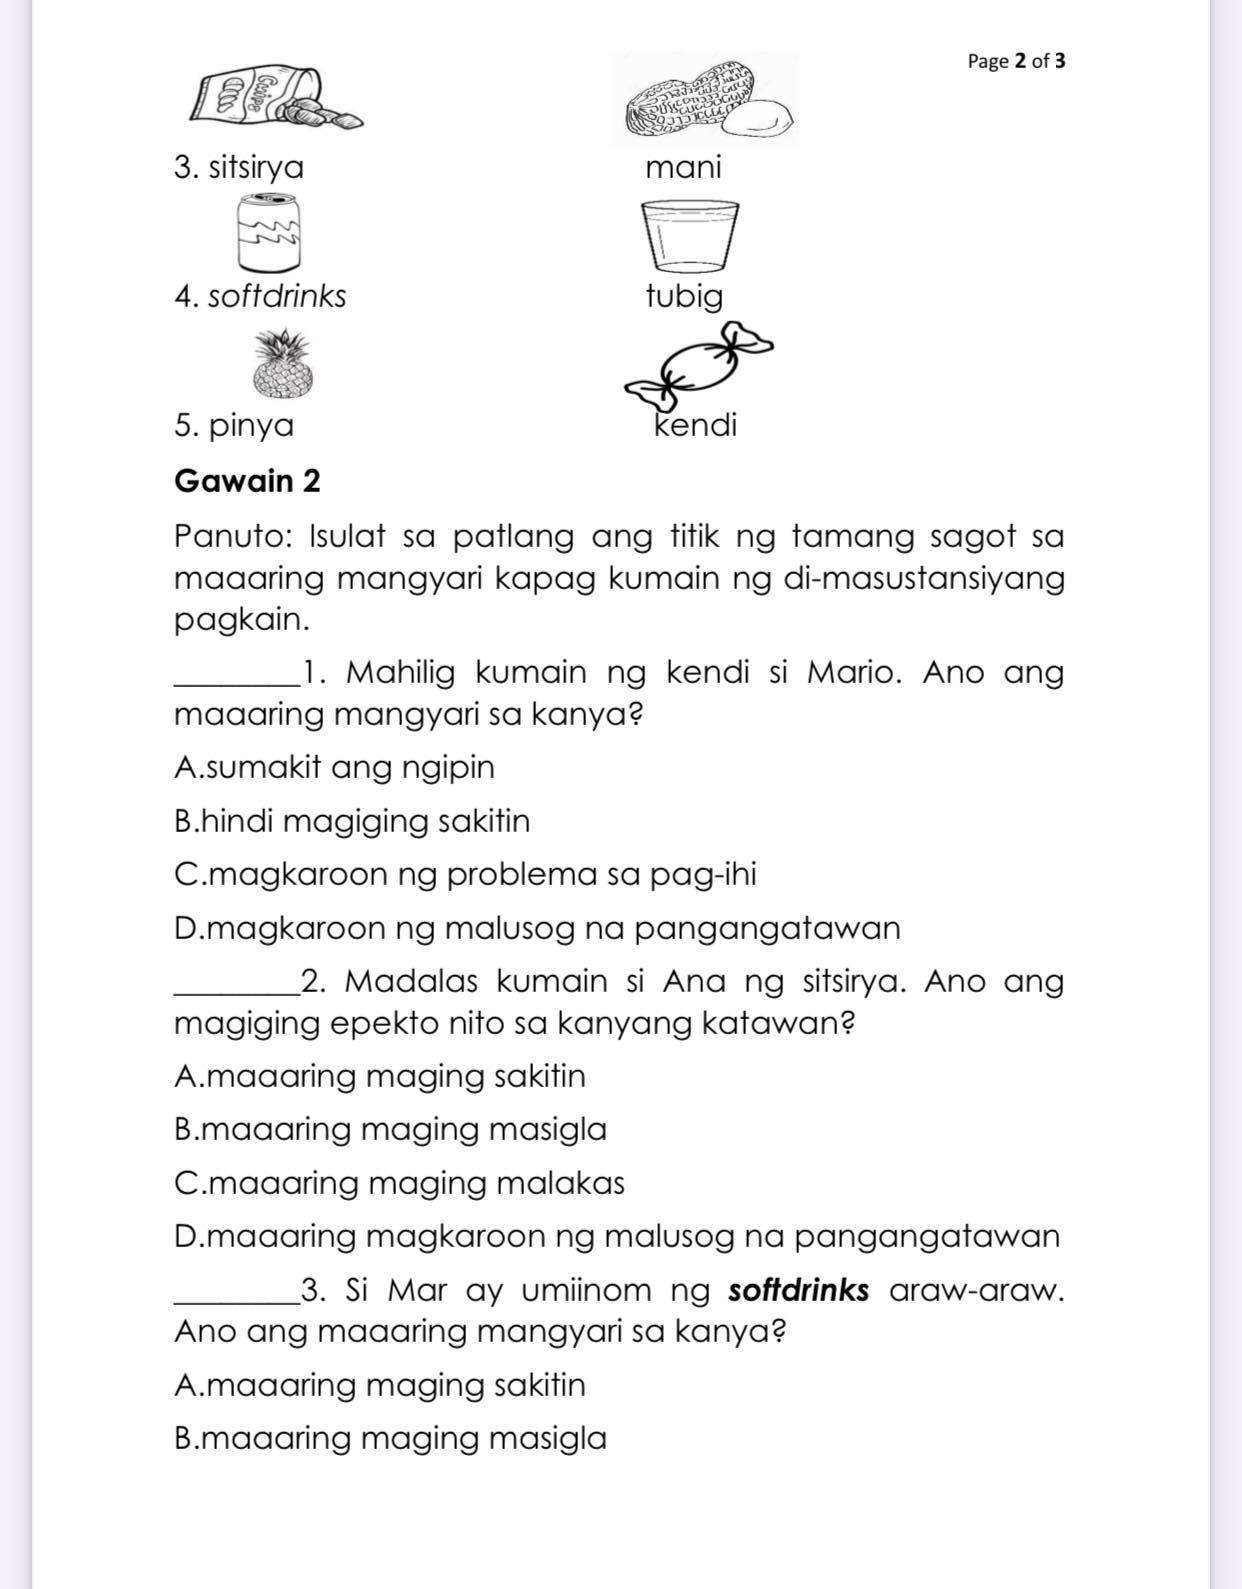 Page 2 of 3
3. sitsirya mani
4. softdrinks tubig
5. pinya kendi
Gawain 2
Panuto: Isulat sa patlang ang titik ng tamang sagot sa
maaaring mangyari kapag kumain ng di-masustansiyang
pagkain.
________1. Mahilig kumain ng kendi si Mario. Ano ang
maaaring mangyari sa kanya?
A.sumakit ang ngipin
B.hindi magiging sakitin
C.magkaroon ng problema sa pag-ihi
D.magkaroon ng malusog na pangangatawan
________2. Madalas kumain si Ana ng sitsirya. Ano ang
magiging epekto nito sa kanyang katawan?
A.maaaring maging sakitin
B.maaaring maging masigla
C.maaaring maging malakas
D.maaaring magkaroon ng malusog na pangangatawan
________3. Si Mar ay umiinom ng softdrinks araw-araw.
Ano ang maaaring mangyari sa kanya?
A.maaaring maging sakitin
B.maaaring maging masigla